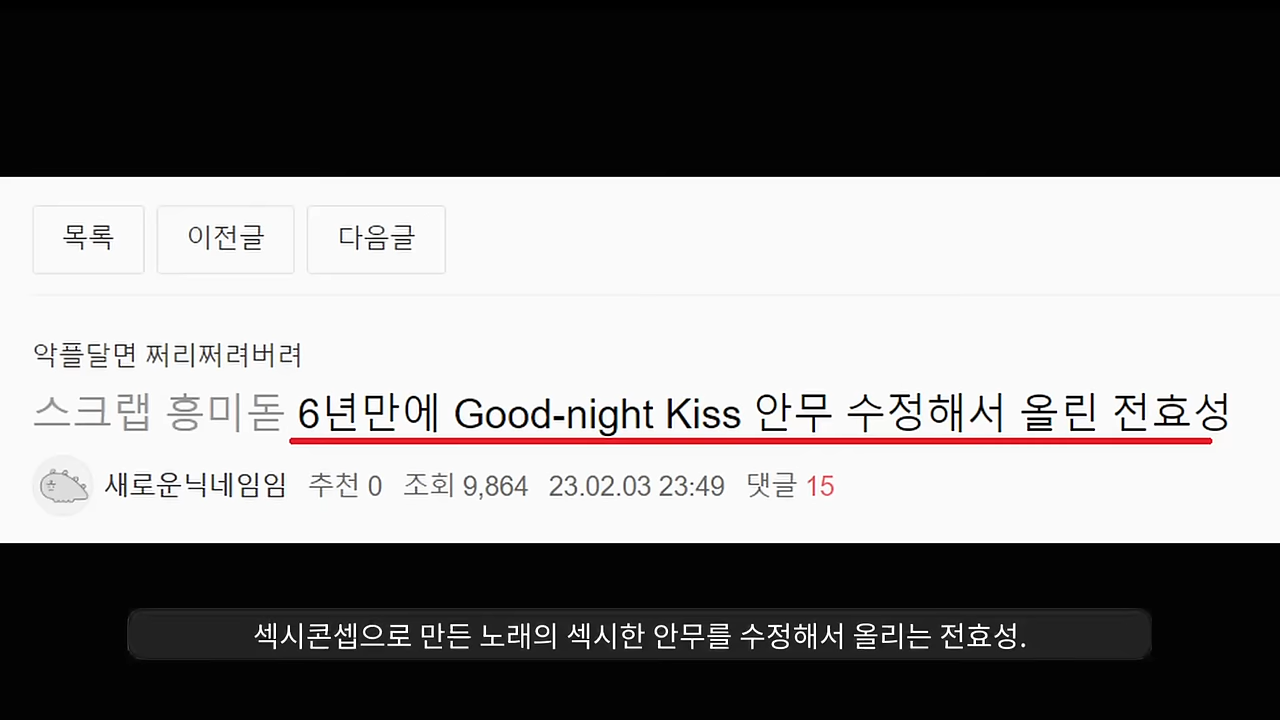 목록 이전글 다음글
악플달면 쩌리쩌려버려
스크랩 흥미돋 6년만에 Good-night Kiss 안무 수정해서 올린 전효성
새로운닉네임임 추천 0 조회 9,864 23.02.03 23:49 댓글 15
섹시콘셉으로 만든 노래의 섹시한 안무를 수정해서 올리는 전효성.